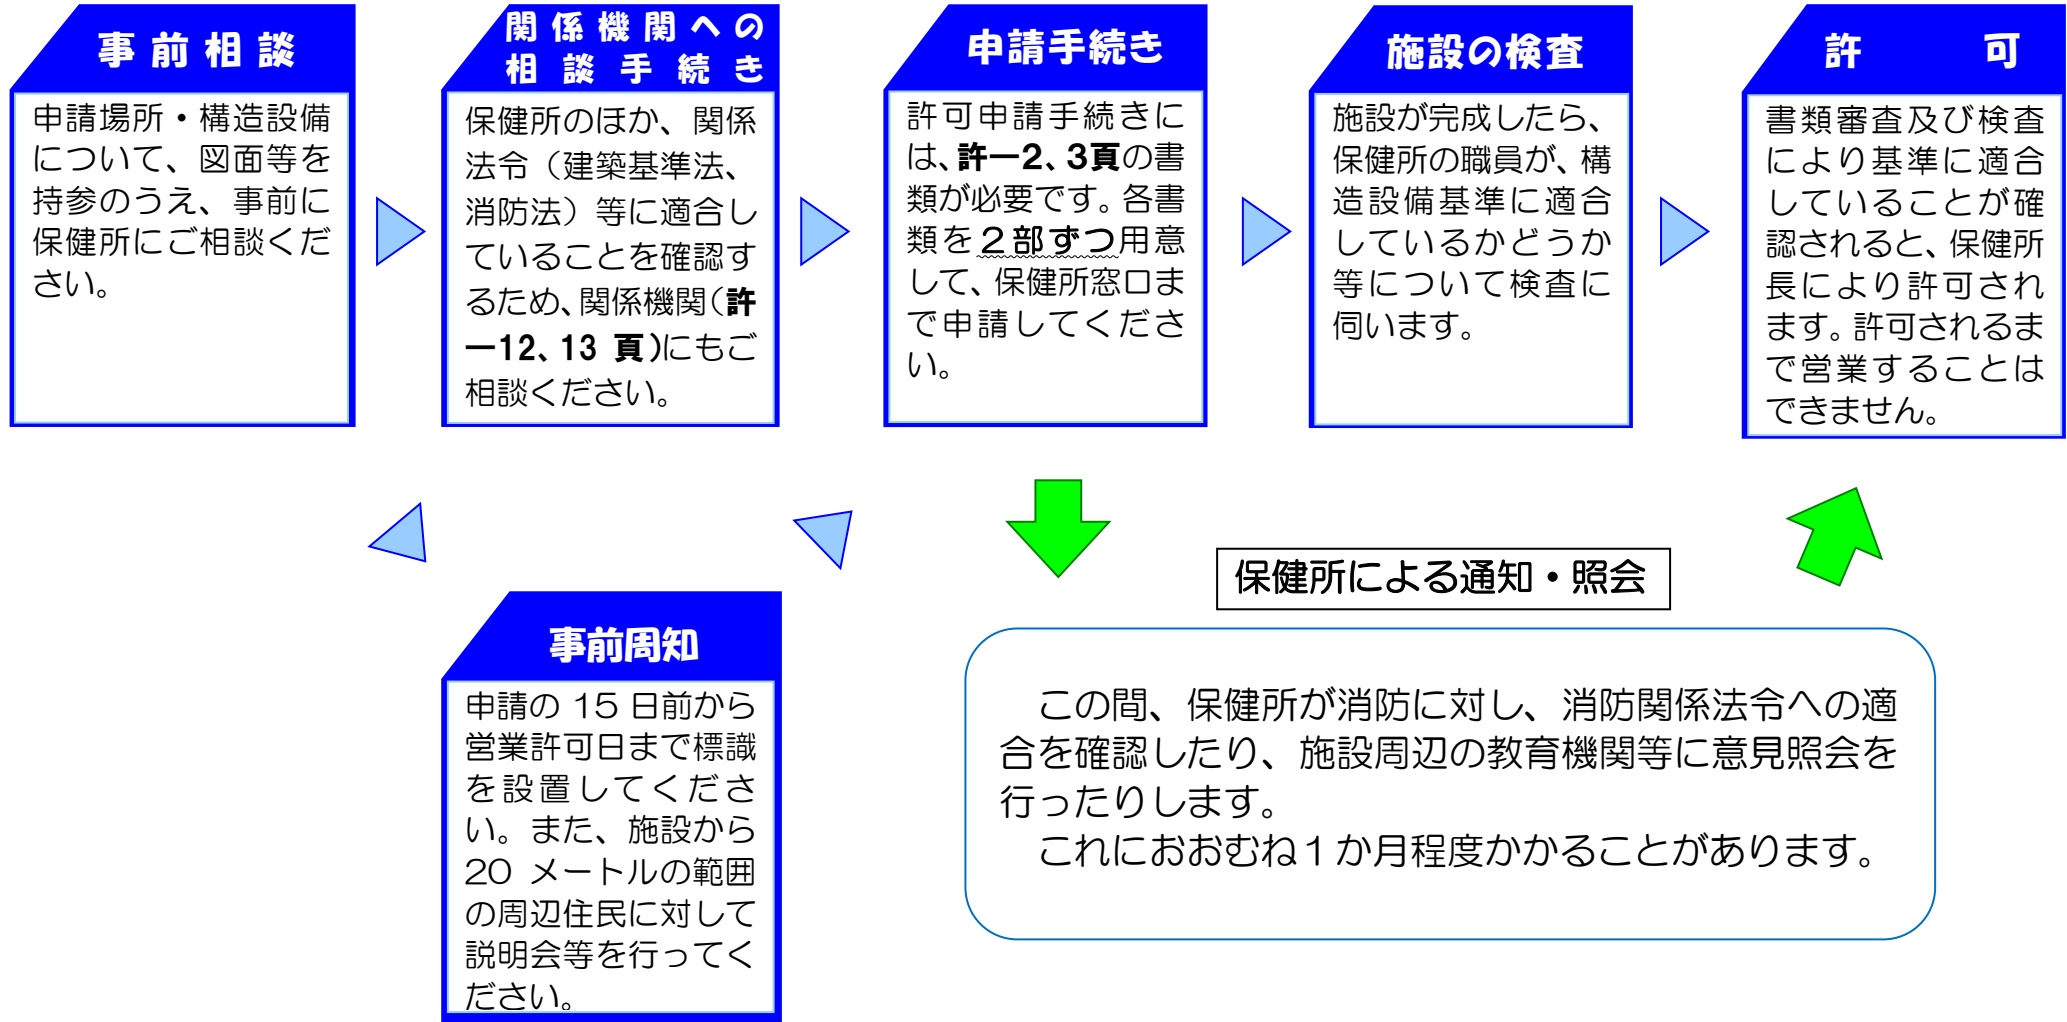 事前相談
申請場所・構造設備
について、図面等を
持参のうえ、事前に
保健所にご相談くだ
さい。
関係機関への
相談手続き
保健所のほか、関係
法令（建築基準法、
消防法）等に適合し
ていることを確認す
るため、関係機関（許
―12、13 頁）にもご
相談ください。
申請手続き
許可申請手続きに
は、許―2、3頁の書
類が必要です。各書
類を２部ずつ用意
して、保健所窓口ま
で申請してくださ
い。
施設の検査
施設が完成したら、
保健所の職員が、構
造設備基準に適合
しているかどうか
等について検査に
伺います。
許可
書類審査及び検査
により基準に適合
していることが確
認されると、保健所
長により許可され
ます。許可されるま
で営業することは
できません。
事前周知
申請の 15 日前から
営業許可日まで標識
を設置してくださ
い。また、施設から
20 メートルの範囲
の周辺住民に対して
説明会等を行ってく
ださい。
保健所による通知・照会
この間、保健所が消防に対し、消防関係法令への適
合を確認したり、施設周辺の教育機関等に意見照会を
行ったりします。
これにおおむね１か月程度かかることがあります。